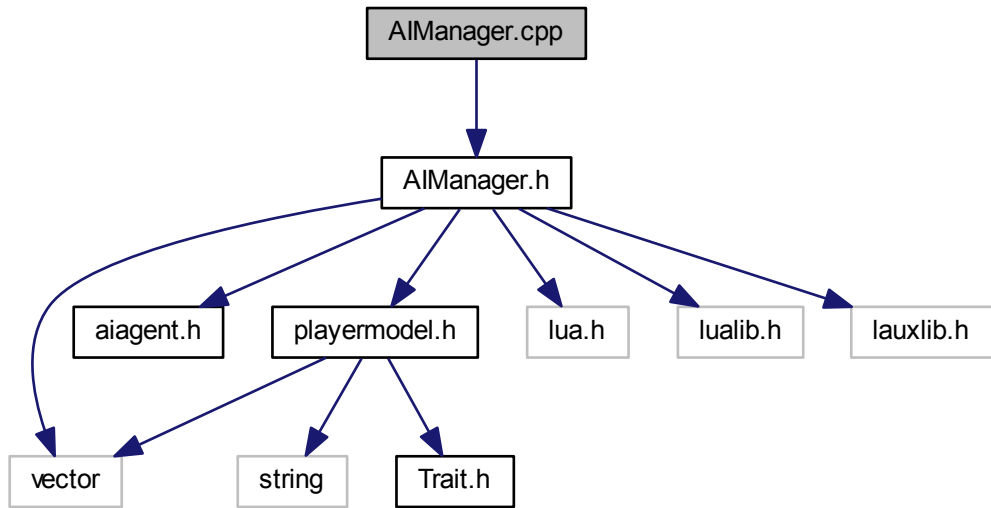 AIManager.cpp
AIManager.h
aiagent.h
playermodel.h
lua.h
lualib.h
lauxlib.h
vector
string
Trait.h